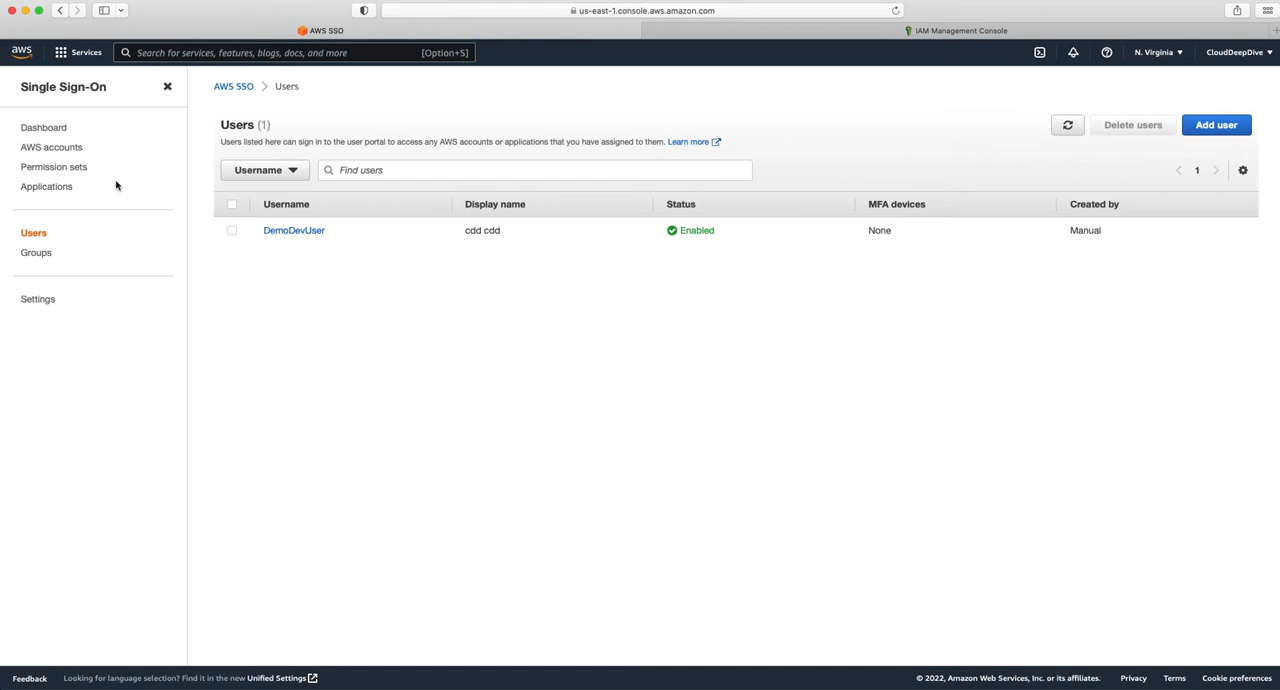 us-east-1.console.aws.amazon.com
AWS SSO
IAM Management Console
aws
Services
Search for services, features, blogs, docs, and more
[Option+S]
N. Virginia
CloudDeepDive
Single Sign-On
Dashboard
AWS accounts
Permission sets
Applications
Users
Groups
Settings
AWS SSO > Users
Users (1)
Users listed here can sign in to the user portal to access any AWS accounts or applications that you have assigned to them. Learn more
Delete users
Add user
Username
Find users
1
Username Display name Status MFA devices Created by
DemoDevUser cdd cdd Enabled None Manual
Feedback
Looking for language selection? Find it in the new Unified Settings
© 2022, Amazon Web Services, Inc. or its affiliates.
Privacy
Terms
Cookie preferences